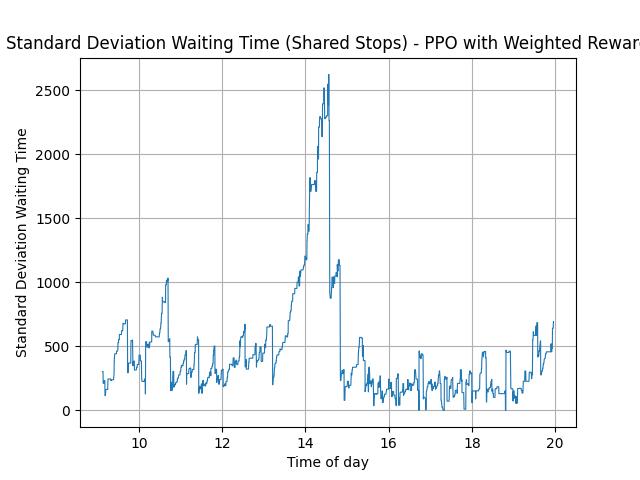 Standard Deviation Waiting Time (Shared Stops) - PPO with Weighted Rewar
Standard Deviation Waiting Time
2500
2000
1500
1000
500
0
10 12 14 16 18 20
Time of day